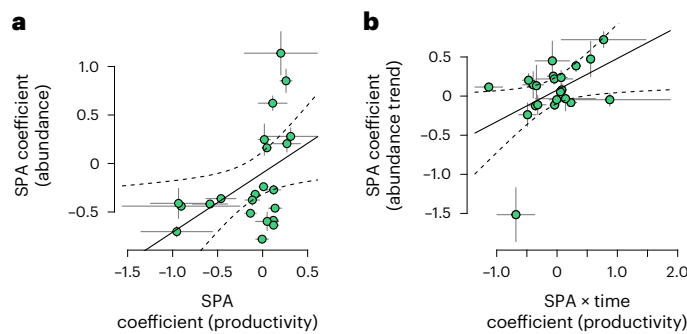 a
SPA coefficient
(abundance)
1.0
0.5
0
−0.5
−1.5
−1.0
−0.5
0
0.5
SPA
coefficient (productivity)
b
SPA coefficient
(abundance trend)
0.5
0
−0.5
−1.0
−1.5
−1.0
0
1.0
2.0
SPA × time
coefficient (productivity)